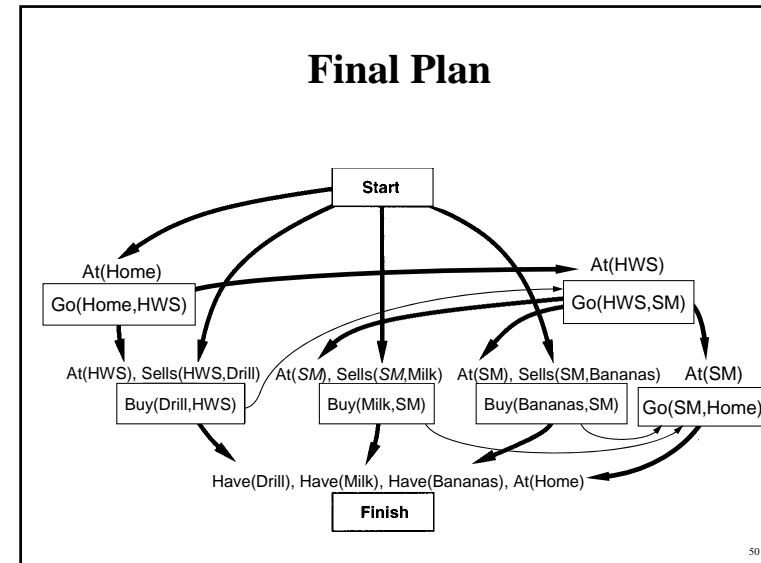 Final Plan
Start
At(Home)
At(HWS)
Go(Home,HWS)
Go(HWS,SM)
At(HWS), Sells(HWS,Drill)
At(SM), Sells(SM,Milk)
At(SM), Sells(SM,Bananas)
At(SM)
Buy(Drill,HWS)
Buy(Milk,SM)
Buy(Bananas,SM)
Go(SM,Home)
Have(Drill), Have(Milk), Have(Bananas), At(Home)
Finish
50